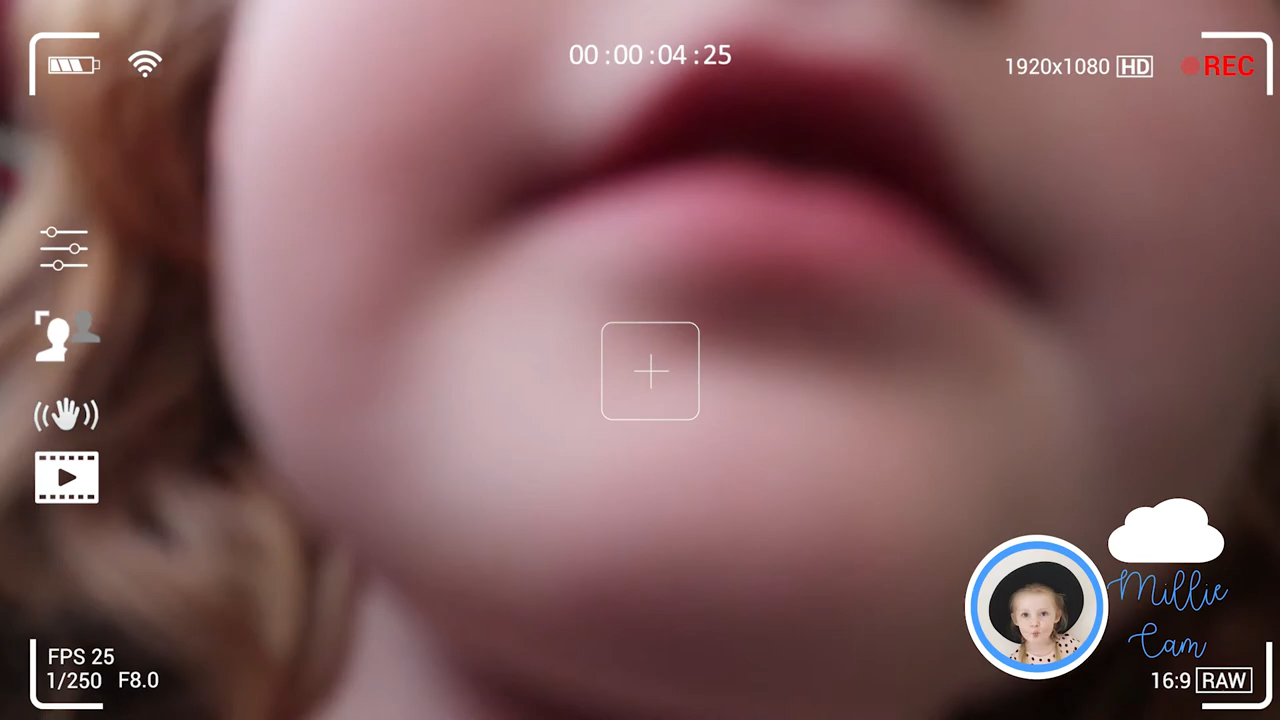 00:00:04:25
1920x1080 HD
REC
Millie
Cam
FPS 25
1/250 F8.0
16:9 RAW